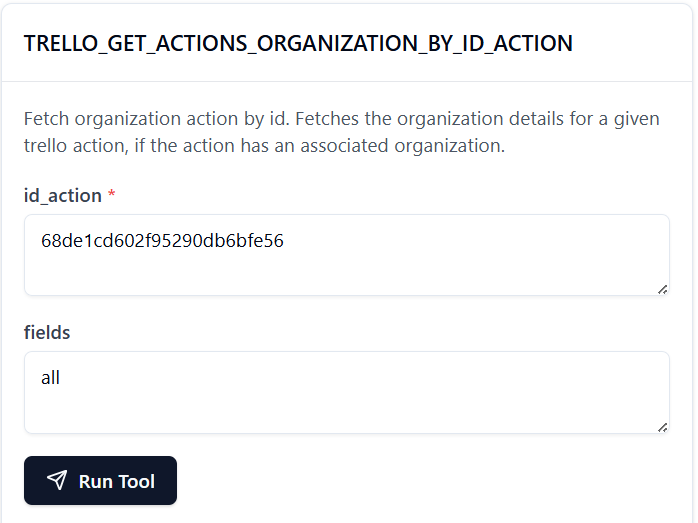 TRELLO_GET_ACTIONS_ORGANIZATION_BY_ID_ACTION
Fetch organization action by id. Fetches the organization details for a given
trello action, if the action has an associated organization.
id_action *
68de1cd602f95290db6bfe56
fields
all
Run Tool